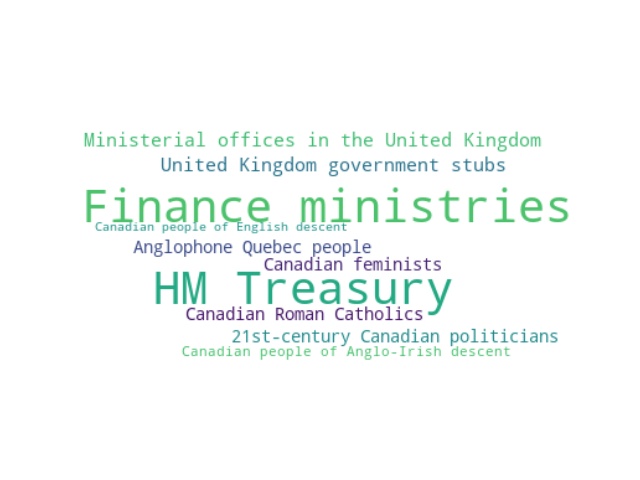 Ministerial offices in the United Kingdom
United Kingdom government stubs
Finance ministries
Canadian people of English descent
Anglophone Quebec people
Canadian feminists
HM Treasury
Canadian Roman Catholics
21st-century Canadian politicians
Canadian people of Anglo-Irish descent